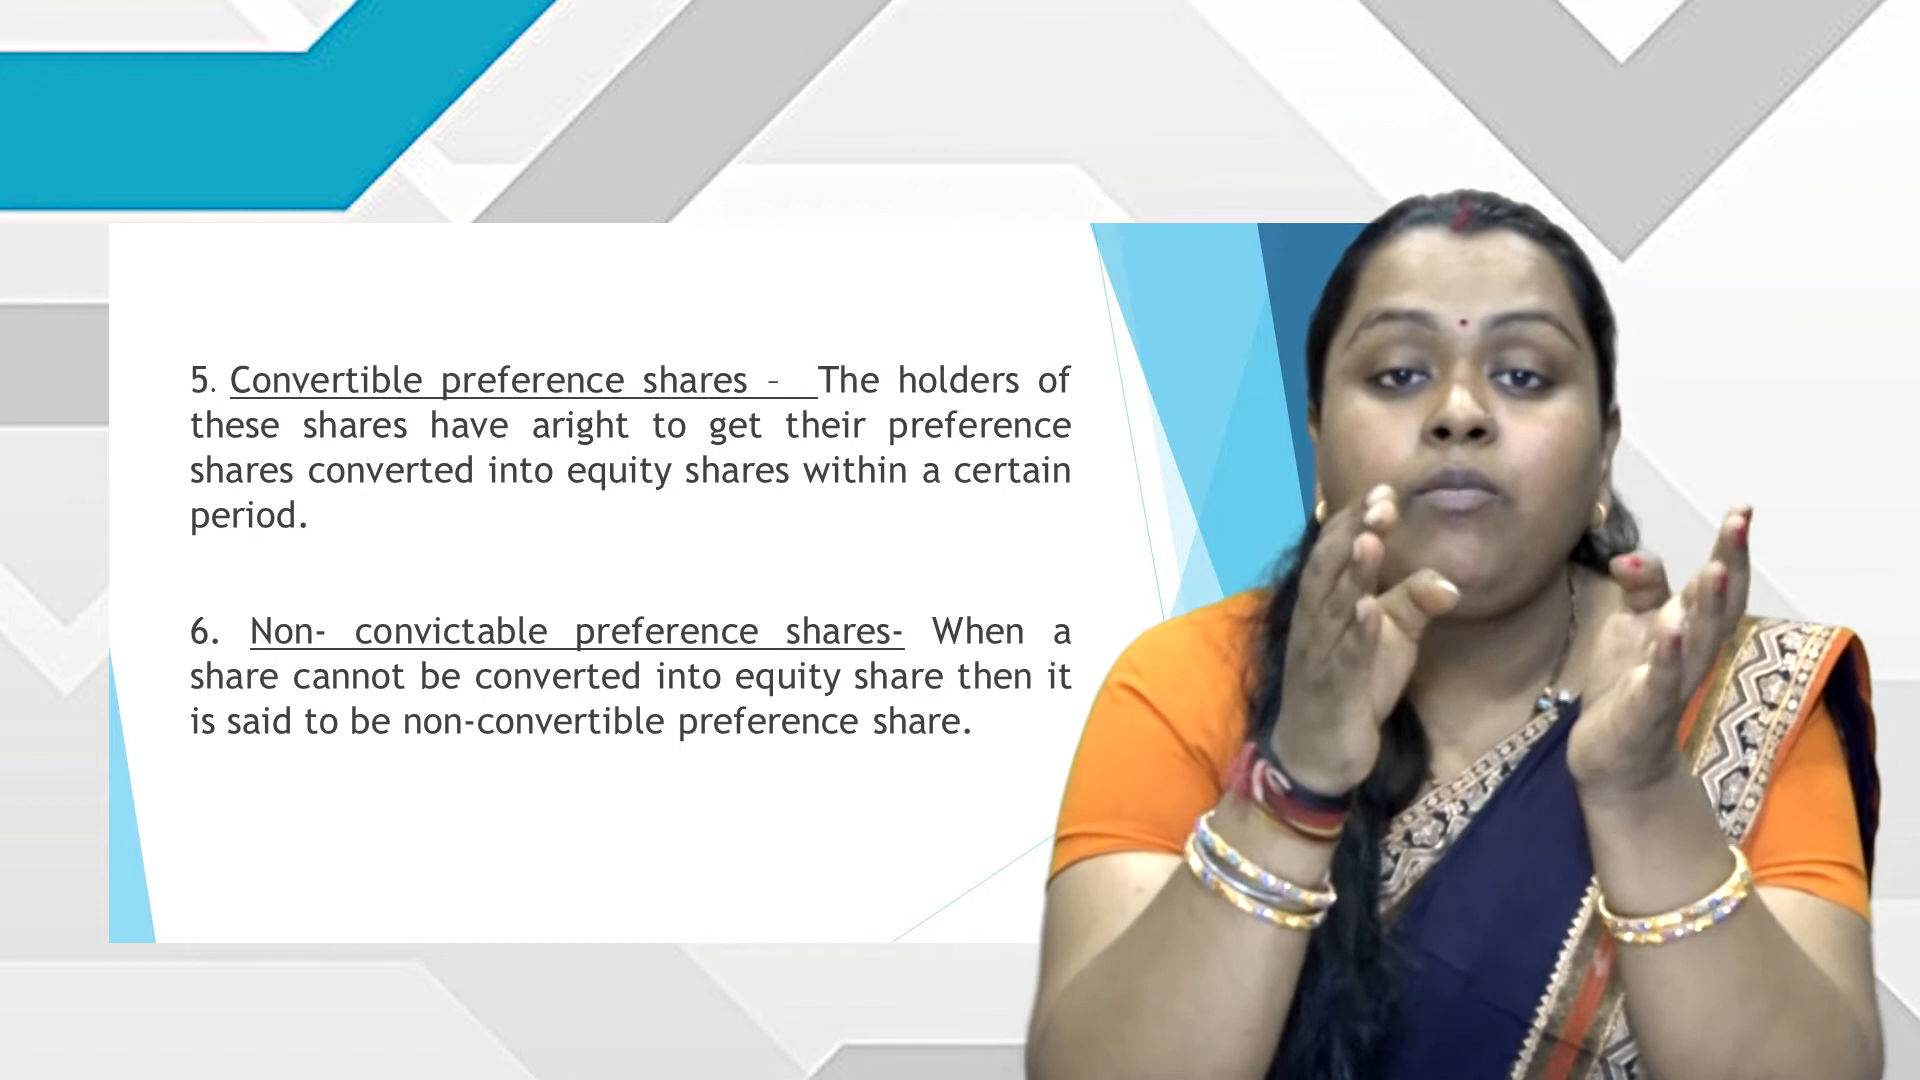 5. Convertible preference shares – The holders of
these shares have aright to get their preference
shares converted into equity shares within a certain
period.
6. Non- convictable preference shares- When a
share cannot be converted into equity share then it
is said to be non-convertible preference share.